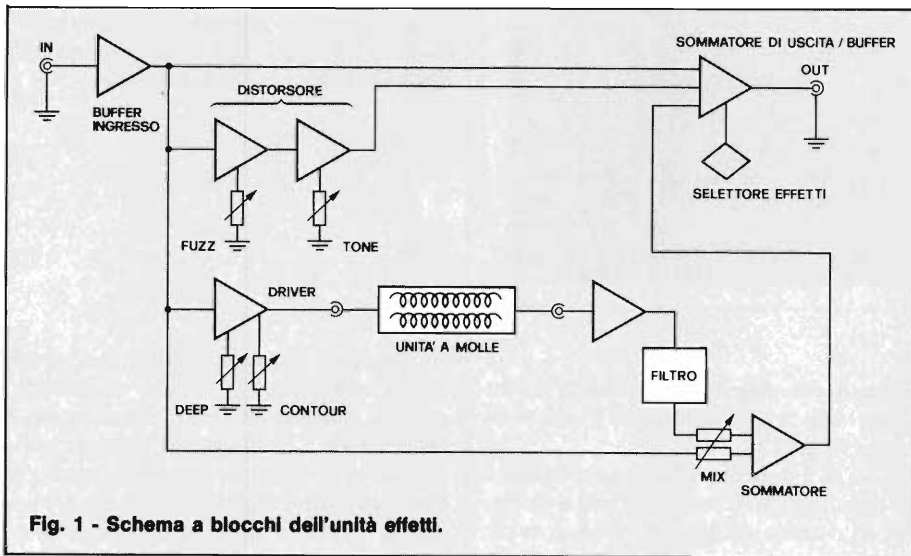 IN
SOMMATORE DI USCITA / BUFFER
OUT
BUFFER
INGRESSO
DISTORSORE
SELETTORE EFFETTI
FUZZ
TONE
DRIVER
UNITA' A MOLLE
FILTRO
DEEP
CONTOUR
MIX
SOMMATORE
Fig. 1 - Schema a blocchi dell'unità effetti.